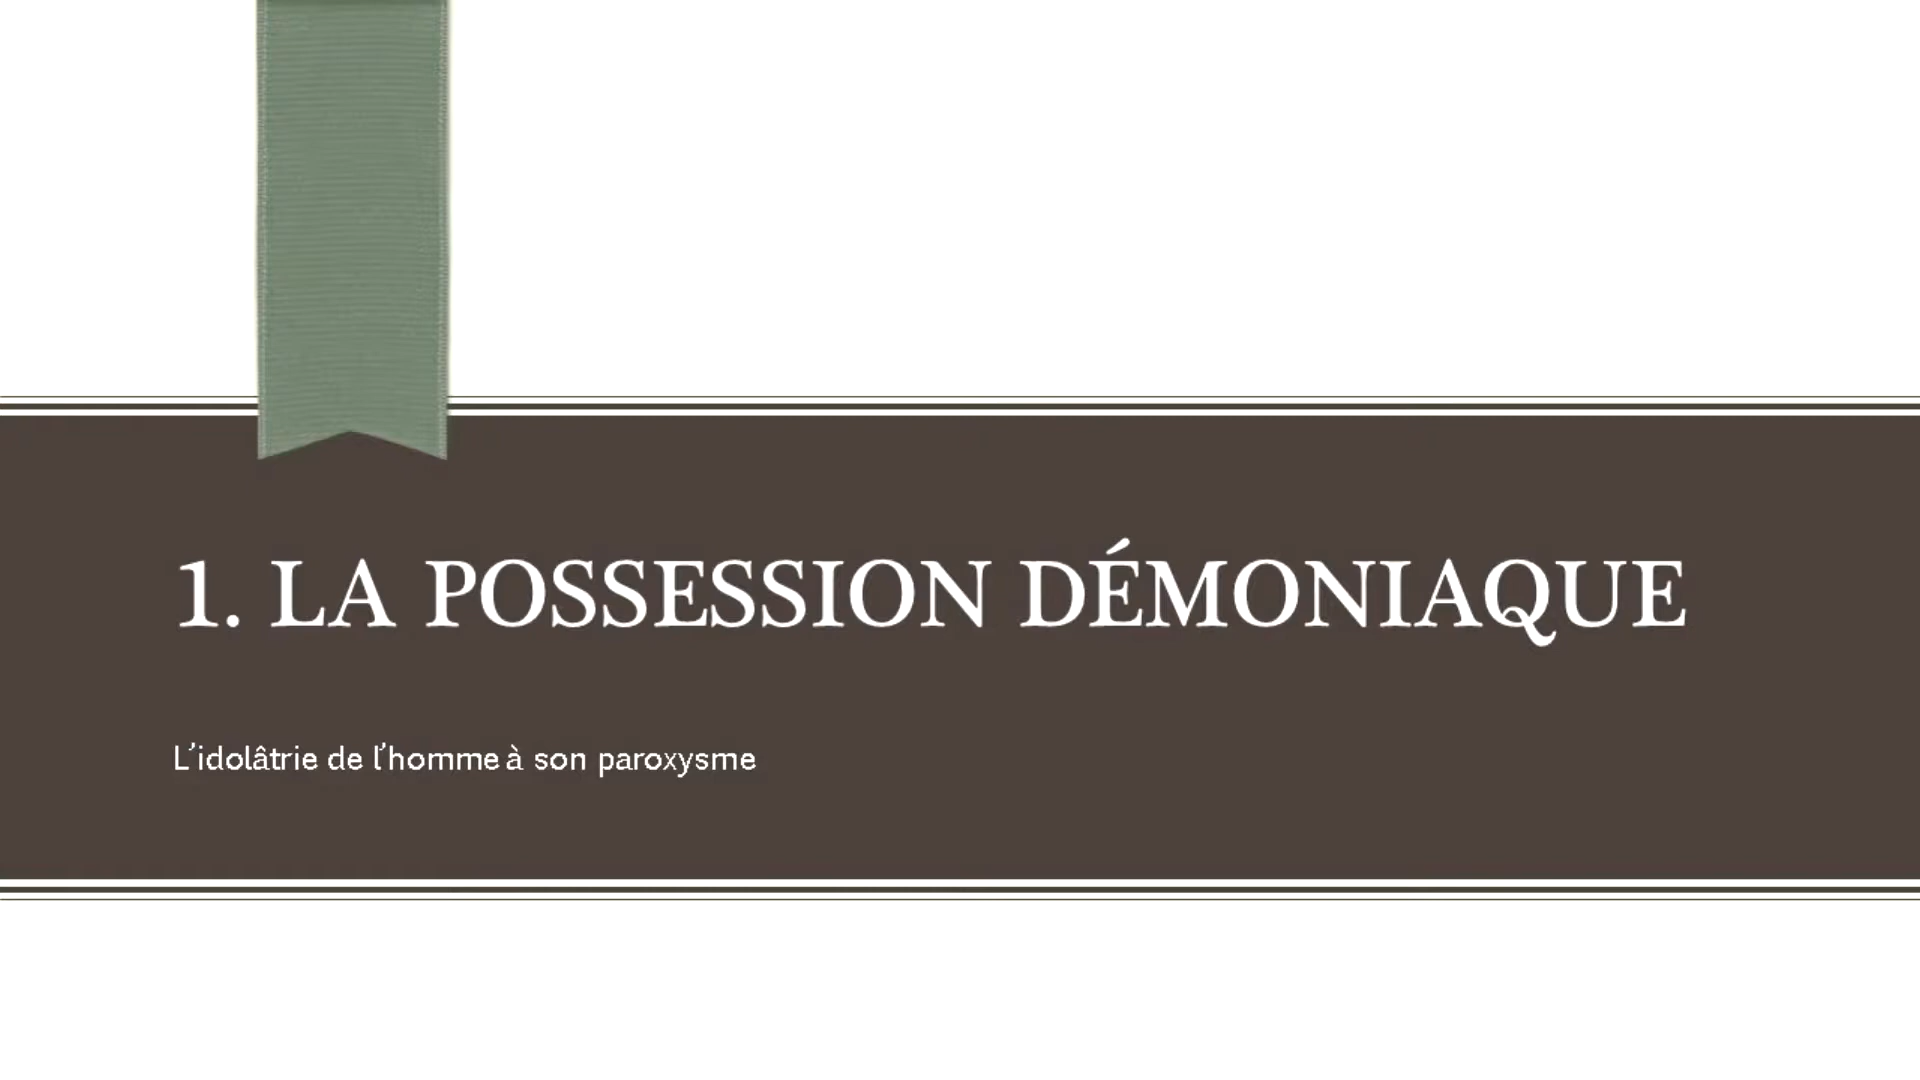 1. LA POSSESSION DÉMONIAQUE
L'idolâtrie de l'homme à son paroxysme